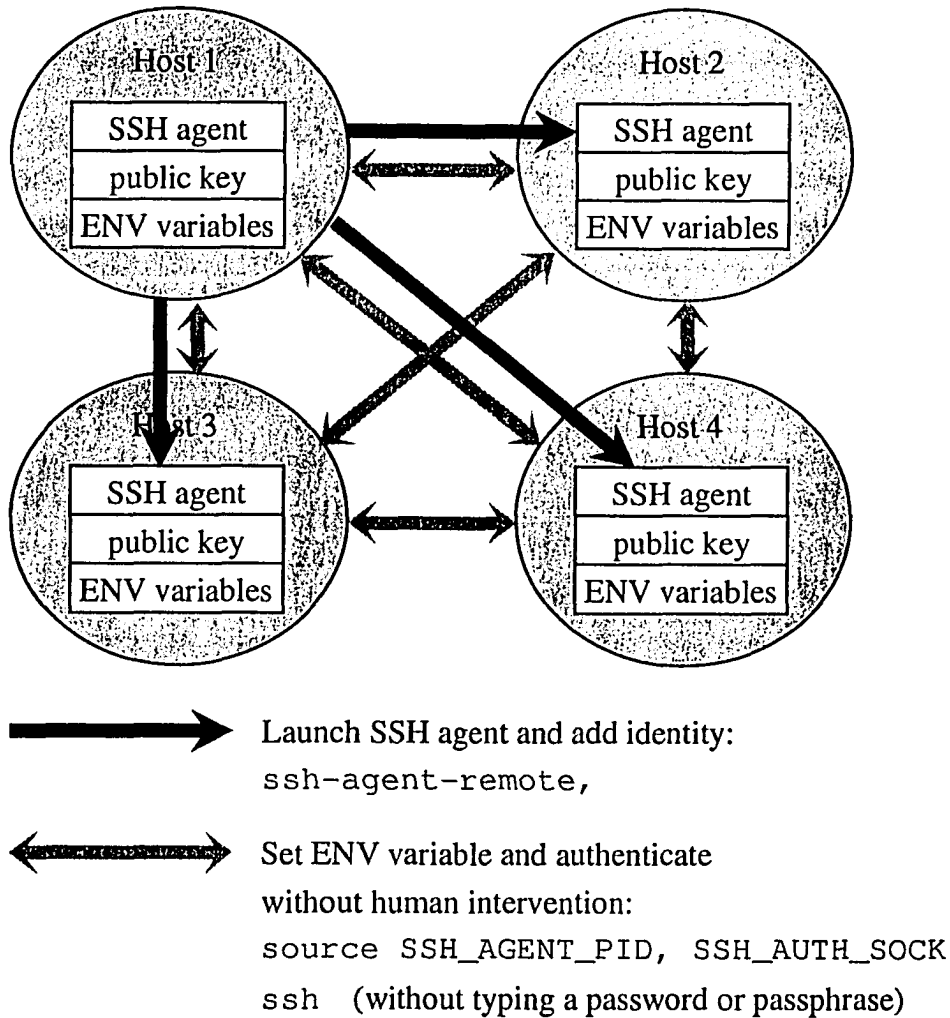 Host 1
SSH agent
public key
ENV variables
Host 2
SSH agent
public key
ENV variables
Host 3
SSH agent
public key
ENV variables
Host 4
SSH agent
public key
ENV variables
Launch SSH agent and add identity:
ssh-agent-remote,
Set ENV variable and authenticate
without human intervention:
source SSH_AGENT_PID, SSH_AUTH_SOCK
ssh (without typing a password or passphrase)